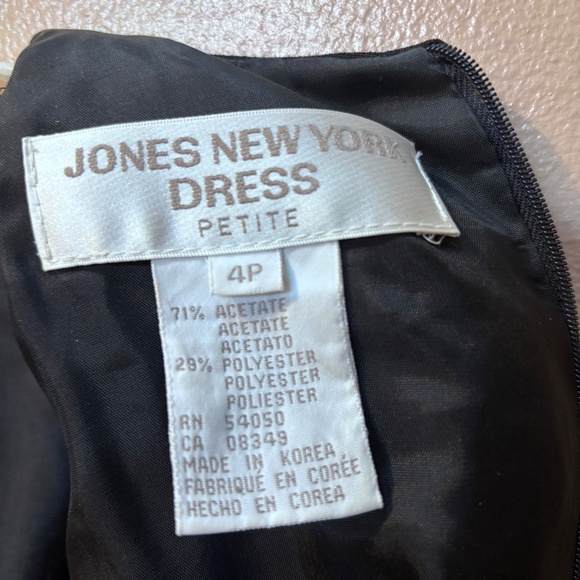 JONES NEW YORK
DRESS
PETITE
4P
71% ACETATE
ACETATE
ACETATO
29% POLYESTER
POLYESTER
POLIESTER
RN 54050
CA 08349
MADE IN KOREA
FABRIQUÉ EN CORÉE
HECHO EN COREA